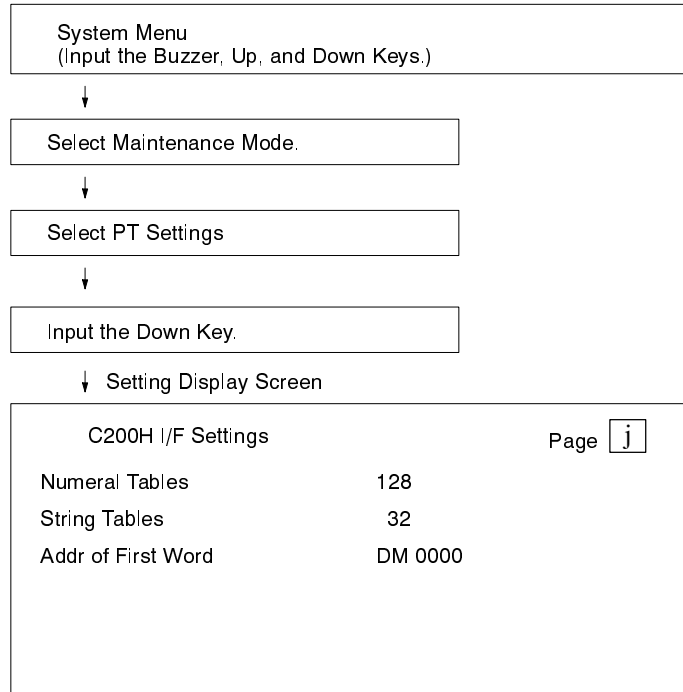 System Menu
(Input the Buzzer, Up, and Down Keys.)
Select Maintenance Mode.
Select PT Settings
Input the Down Key.
Setting Display Screen
C200H I/F Settings
Page j
Numeral Tables 128
String Tables 32
Addr of First Word DM 0000